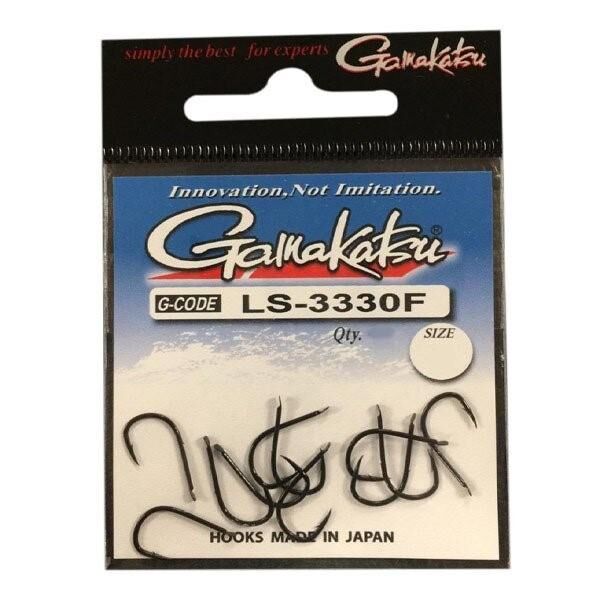 simply the best for experts Gamakatsu
Innovation, Not Imitation.
Gamakatsu®
G-CODE LS-3330F
Qty. SIZE
HOOKS MADE IN JAPAN